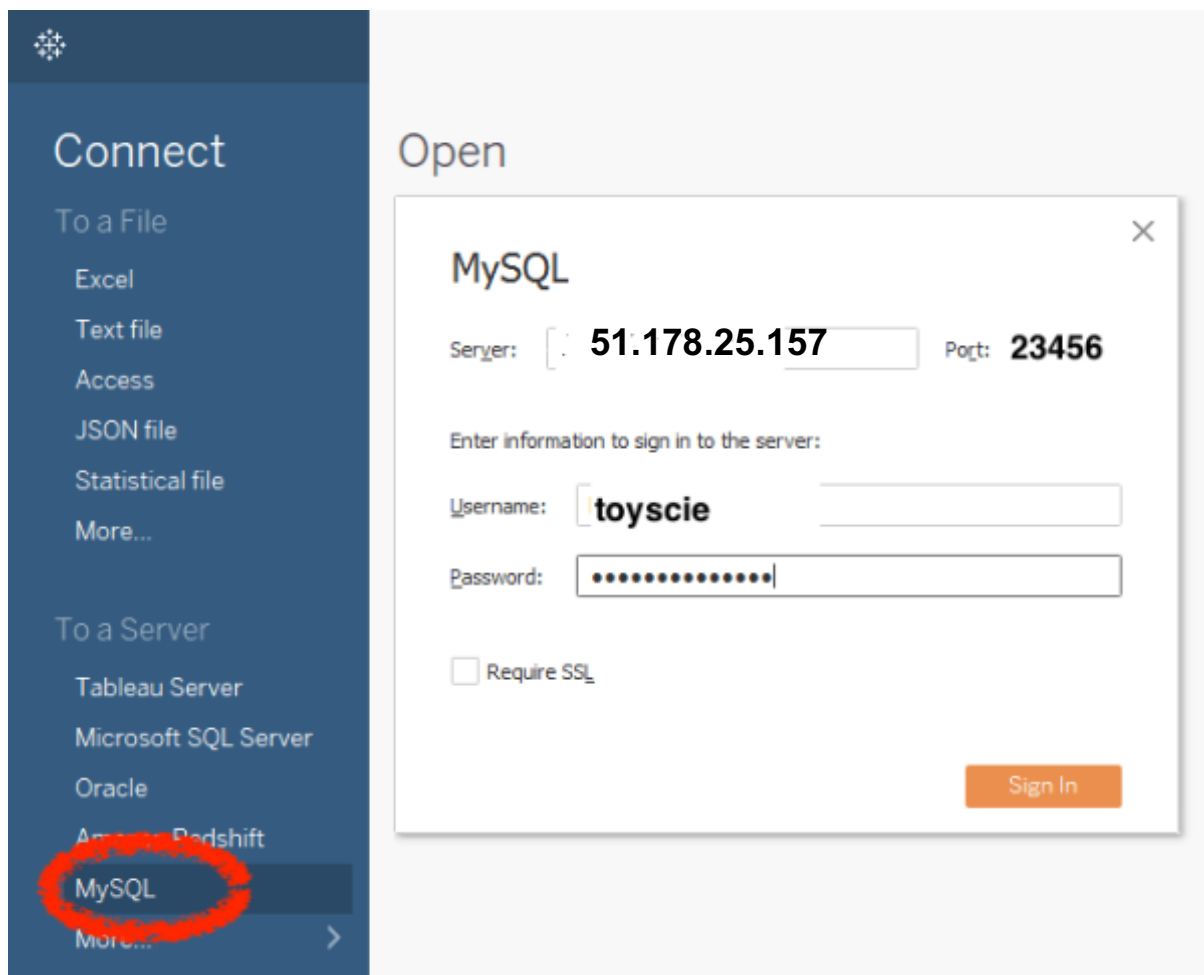 Connect
To a File
Excel
Text file
Access
JSON file
Statistical file
More...
To a Server
Tableau Server
Microsoft SQL Server
Oracle
Amazon Redshift
MySQL
More...
Open
MySQL
Server: 51.178.25.157 Port: 23456
Enter information to sign in to the server:
Username: toyscie
Password: ••••••••••••••
Require SSL
Sign In